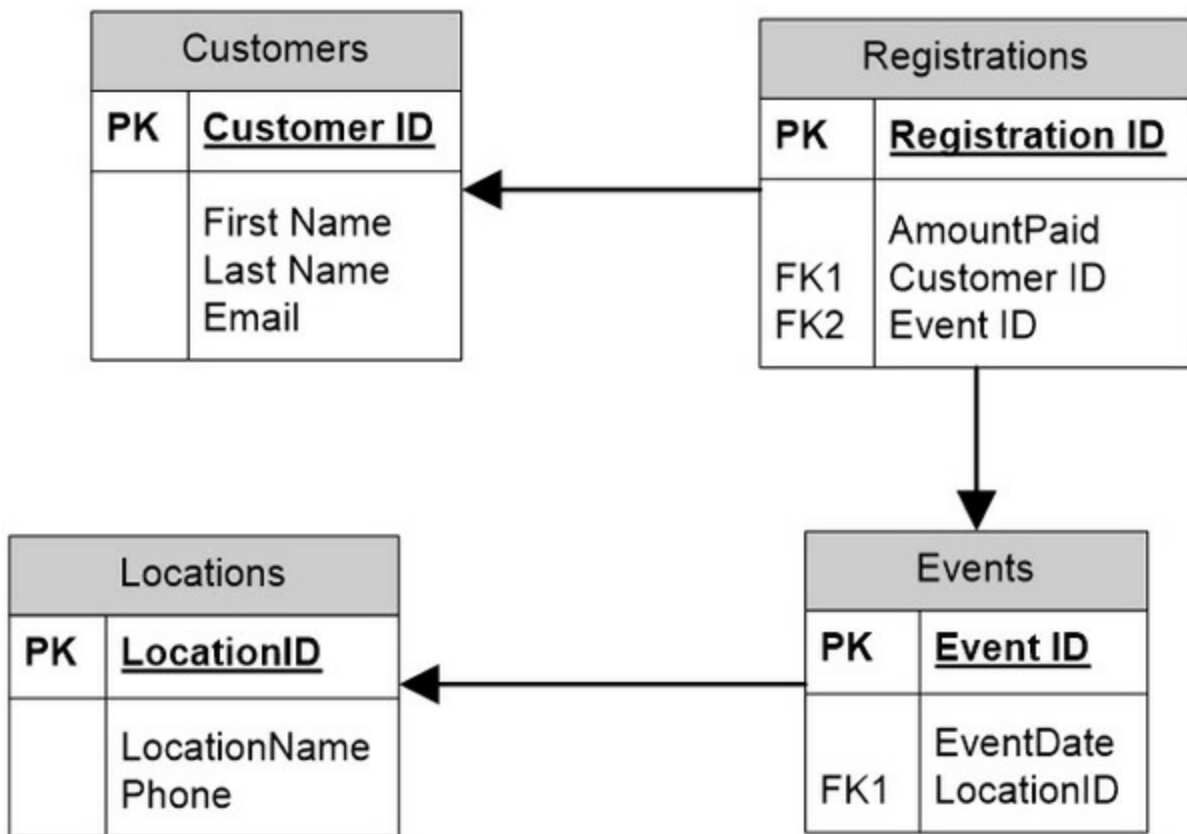 Customers
PK Customer ID
First Name
Last Name
Email
Registrations
PK Registration ID
AmountPaid
FK1 Customer ID
FK2 Event ID
Locations
PK LocationID
LocationName
Phone
Events
PK Event ID
EventDate
FK1 LocationID